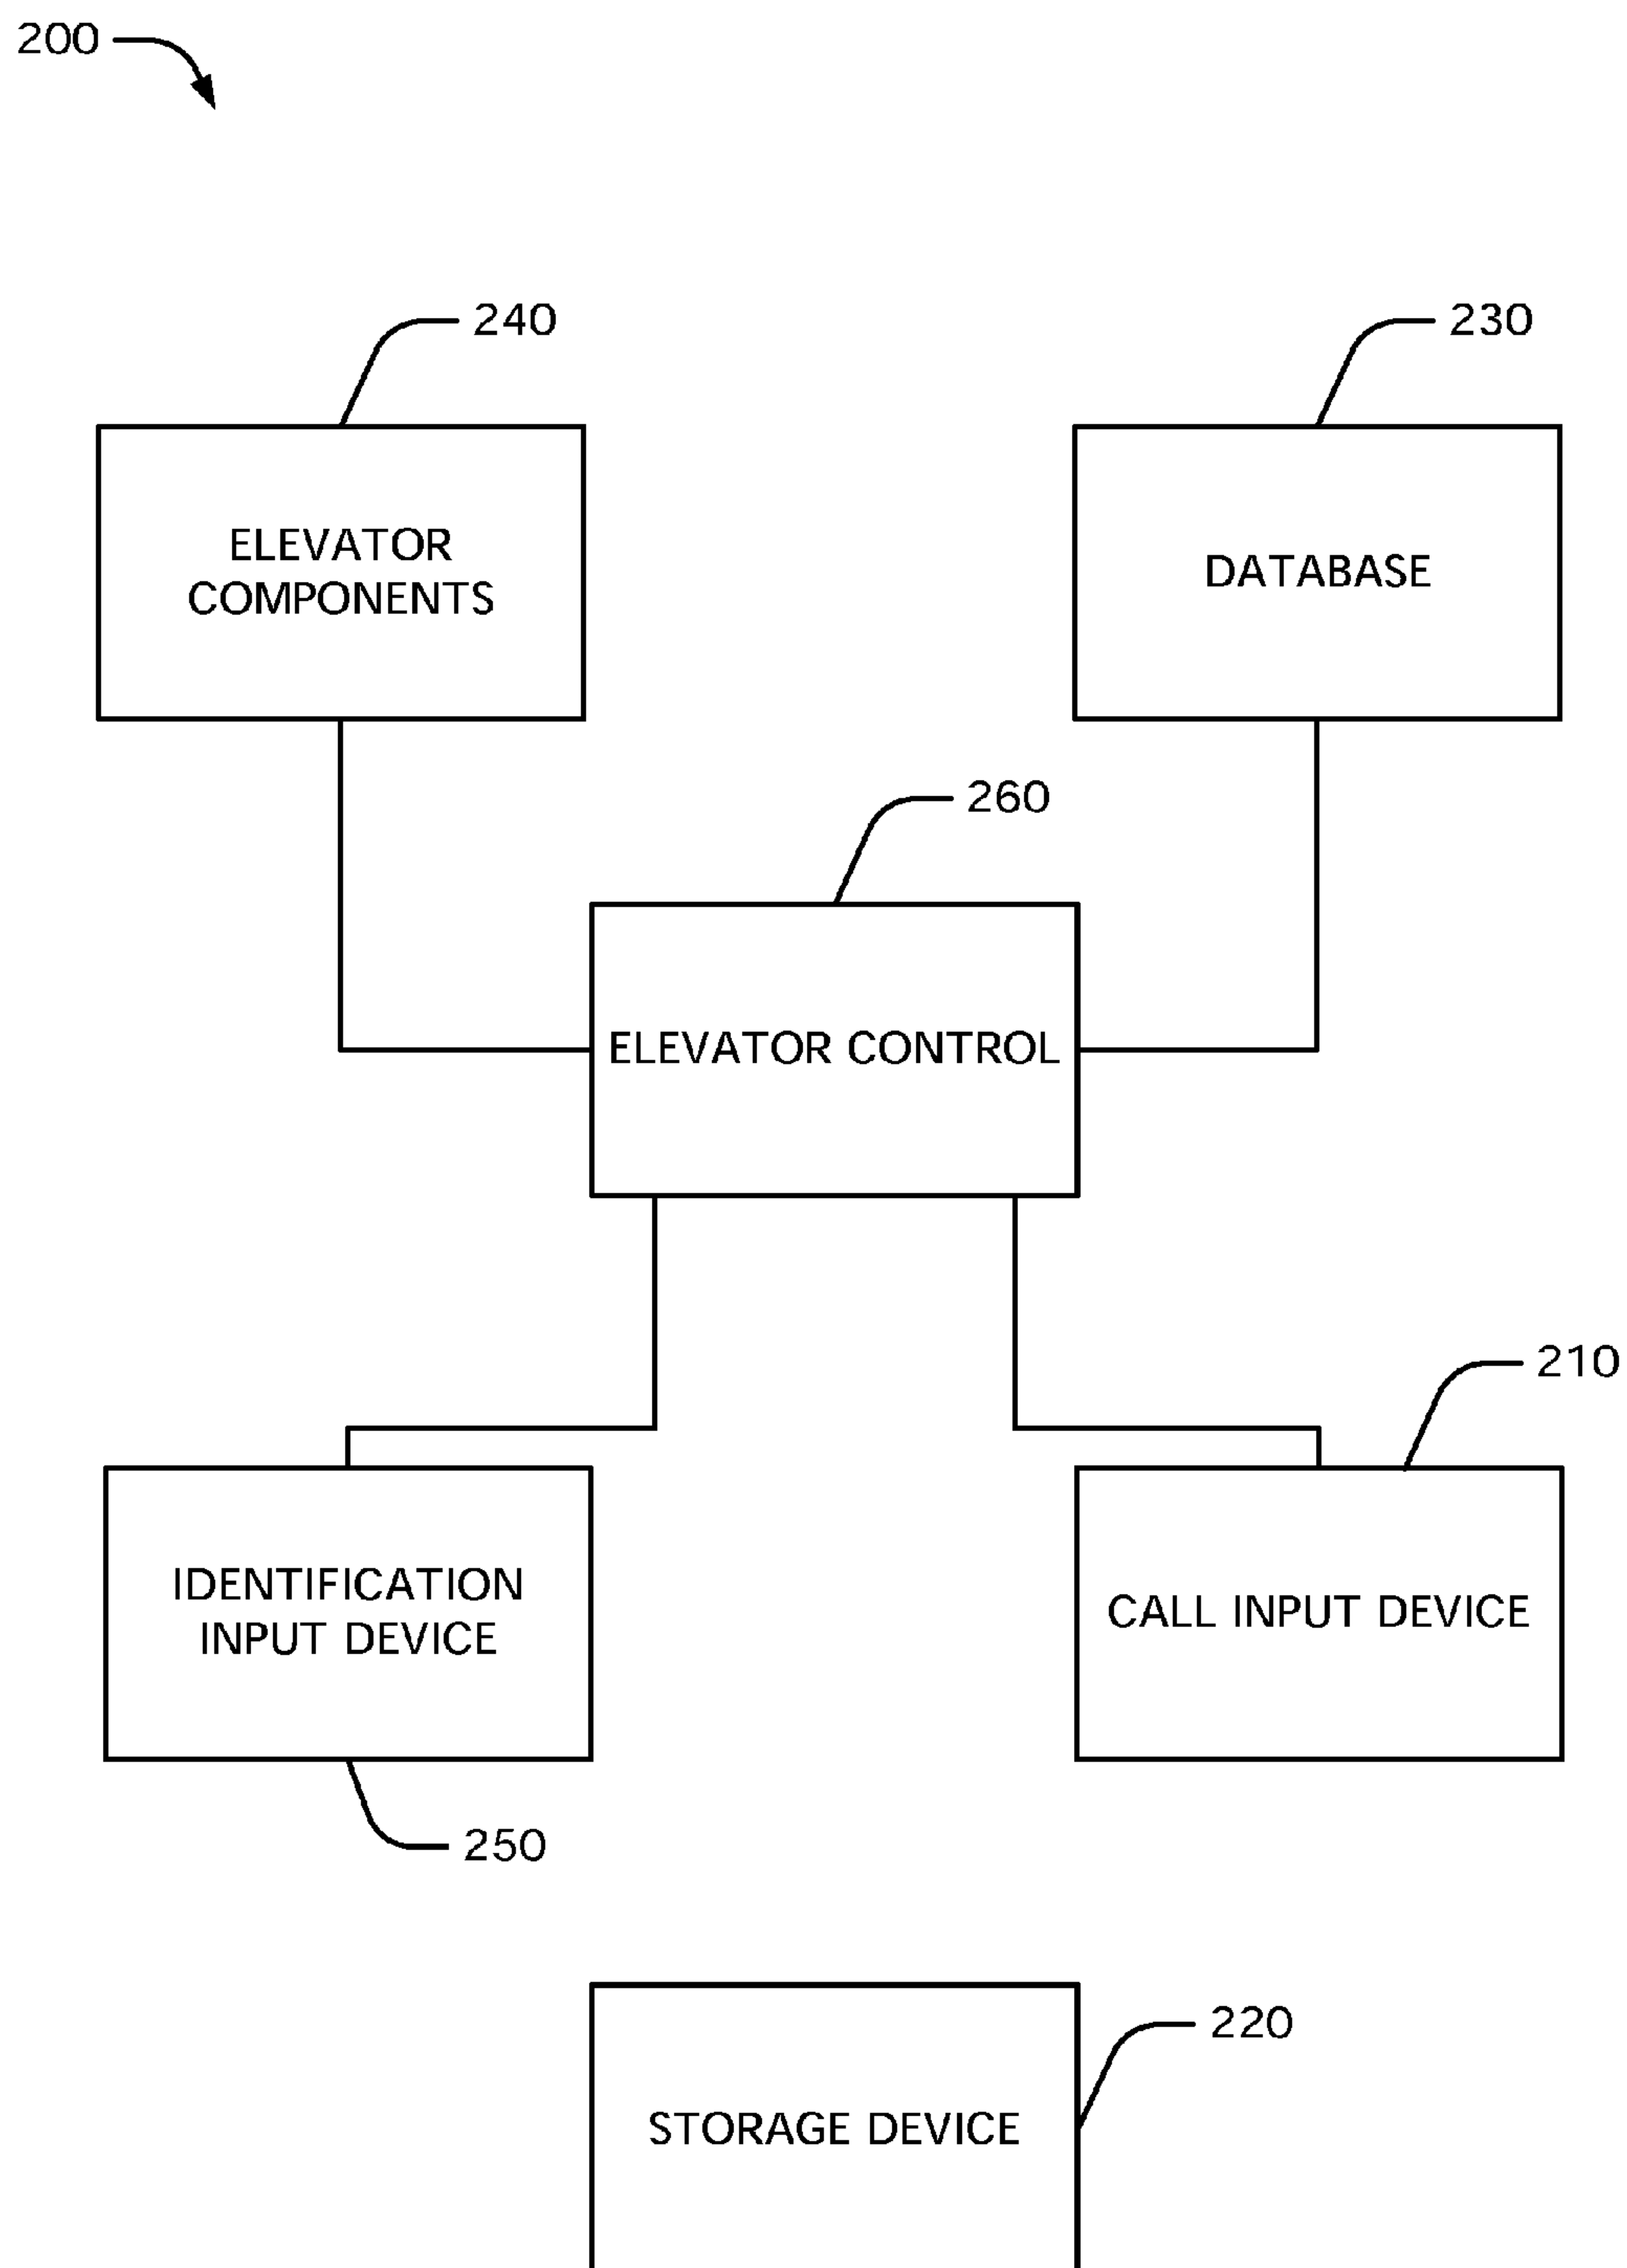 200
240
230
ELEVATOR
COMPONENTS
DATABASE
260
ELEVATOR CONTROL
210
IDENTIFICATION
INPUT DEVICE
CALL INPUT DEVICE
250
220
STORAGE DEVICE